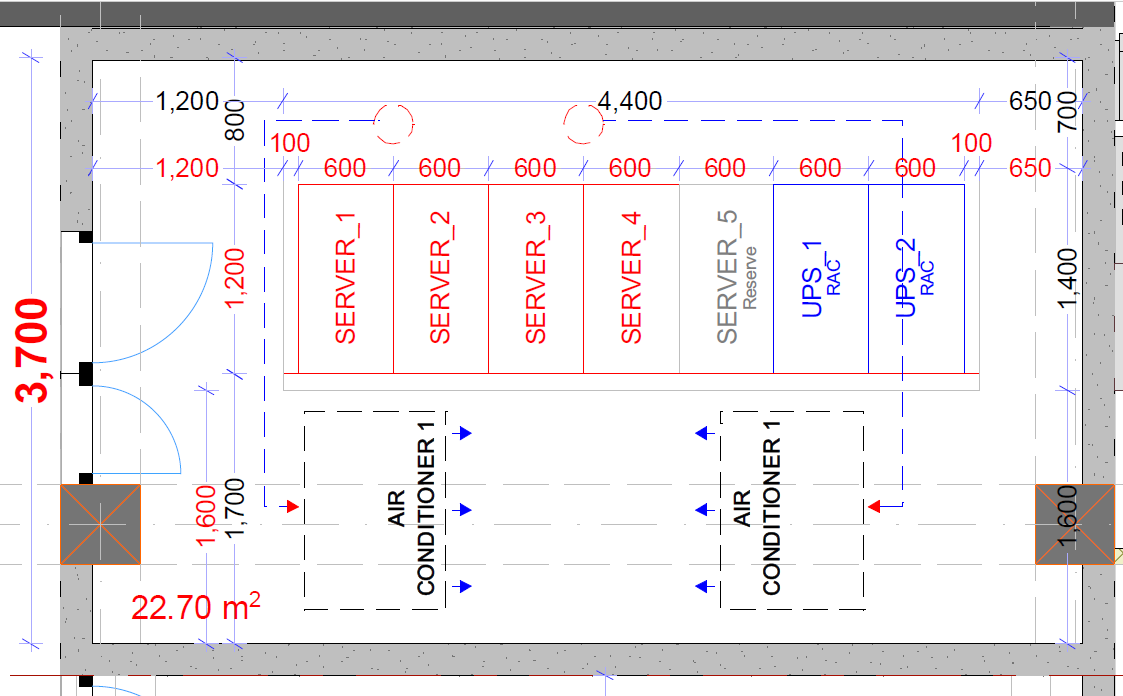 1,200
4,400
650
800
700
100
100
1,200
600
600
600
600
600
600
600
650
SERVER_1
SERVER_2
SERVER_3
SERVER_4
SERVER_5
Reserve
UPS_1
RAC
UPS_2
RAC
1,200
1,400
3,700
AIR
CONDITIONER 1
AIR
CONDITIONER 1
1,600
1,700
1,600
22.70 m²